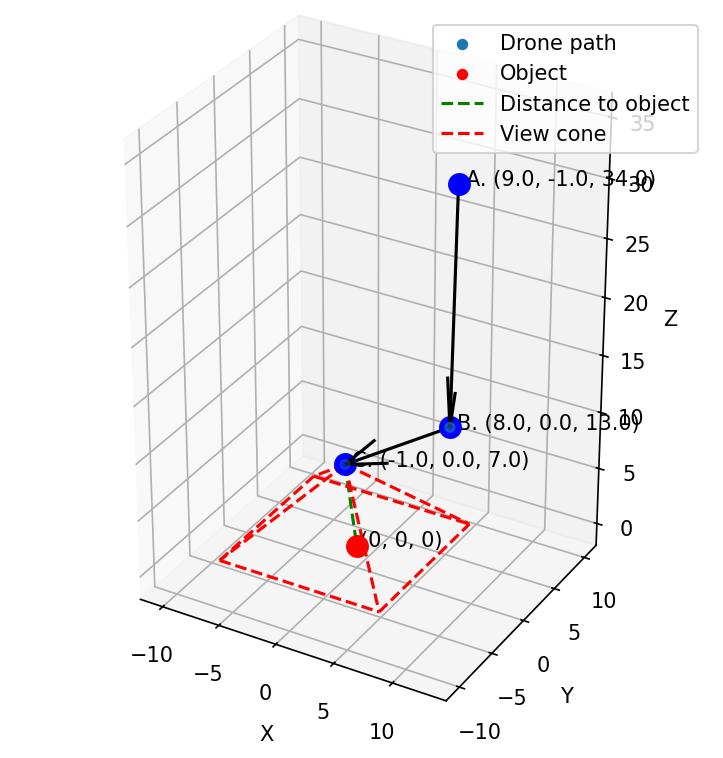 Drone path
Object
Distance to object
View cone
35
A. (9.0, -1.0, 34.0)
30
25
20
Z
15
10
B. (8.0, 0.0, 13.0)
(-1.0, 0.0, 7.0)
5
(0, 0, 0)
0
10
5
0
Y
−5
−10
−10
−5
0
5
10
X